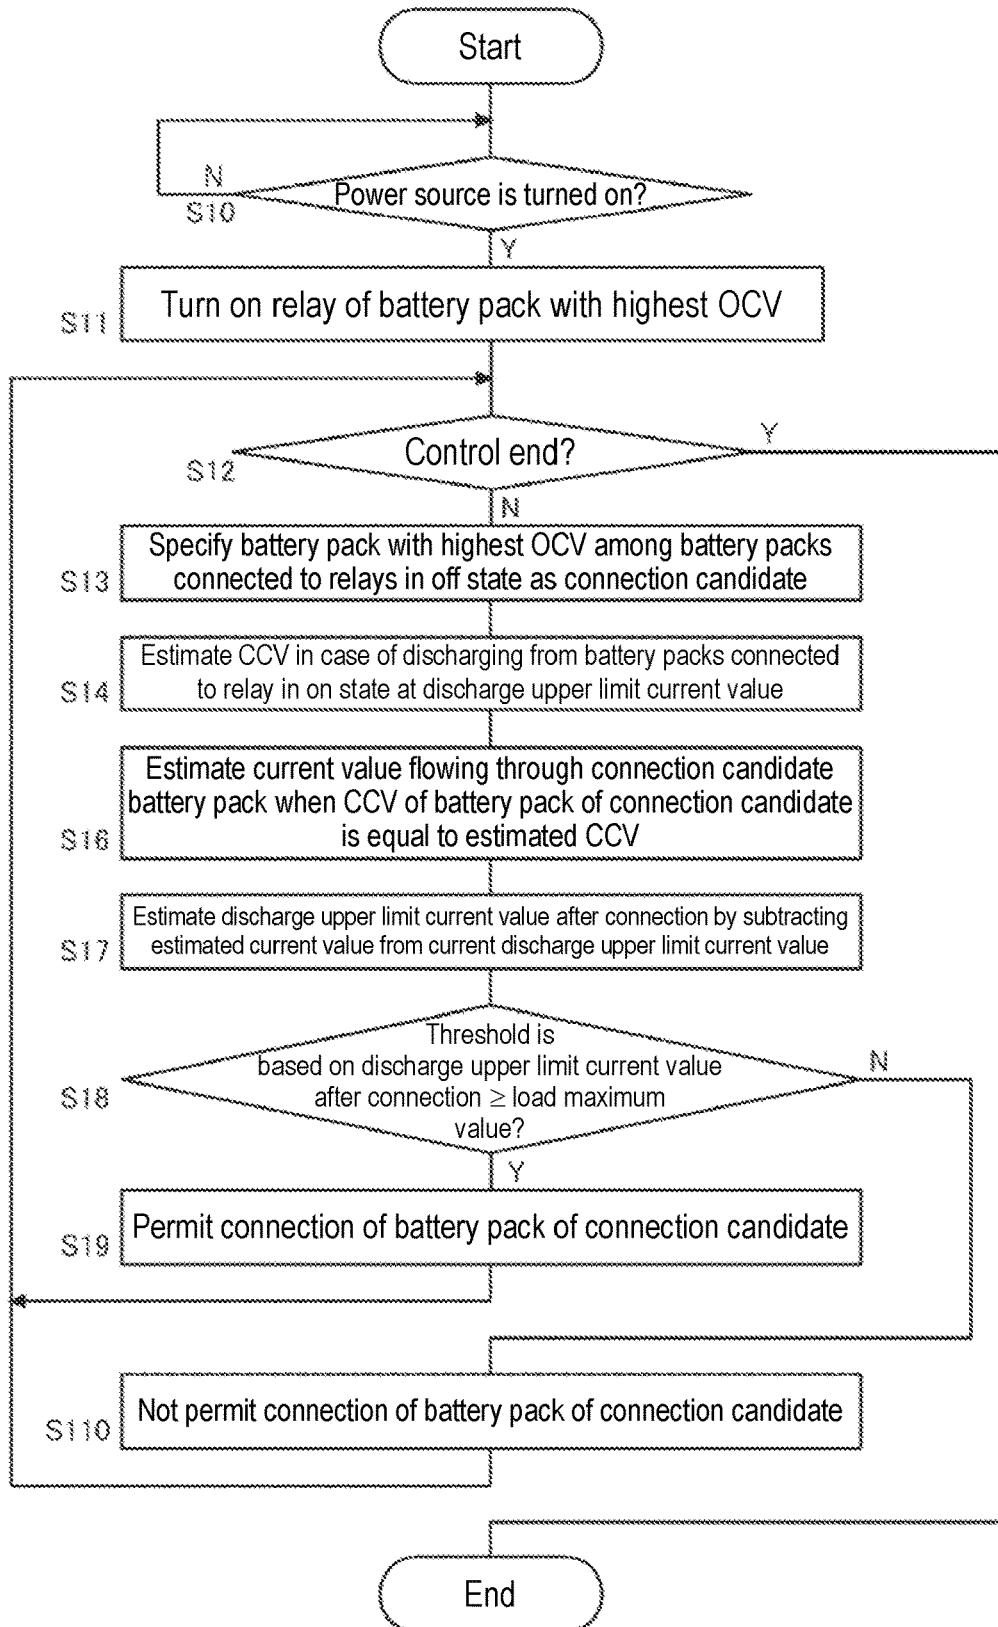 Start
N
S10
Power source is turned on?
Y
S11
Turn on relay of battery pack with highest OCV
S12
Control end?
Y
N
S13
Specify battery pack with highest OCV among battery packs
connected to relays in off state as connection candidate
S14
Estimate CCV in case of discharging from battery packs connected
to relay in on state at discharge upper limit current value
S16
Estimate current value flowing through connection candidate
battery pack when CCV of battery pack of connection candidate
is equal to estimated CCV
S17
Estimate discharge upper limit current value after connection by subtracting
estimated current value from current discharge upper limit current value
S18
Threshold is
based on discharge upper limit current value
after connection ≥ load maximum
value?
N
Y
S19
Permit connection of battery pack of connection candidate
S110
Not permit connection of battery pack of connection candidate
End